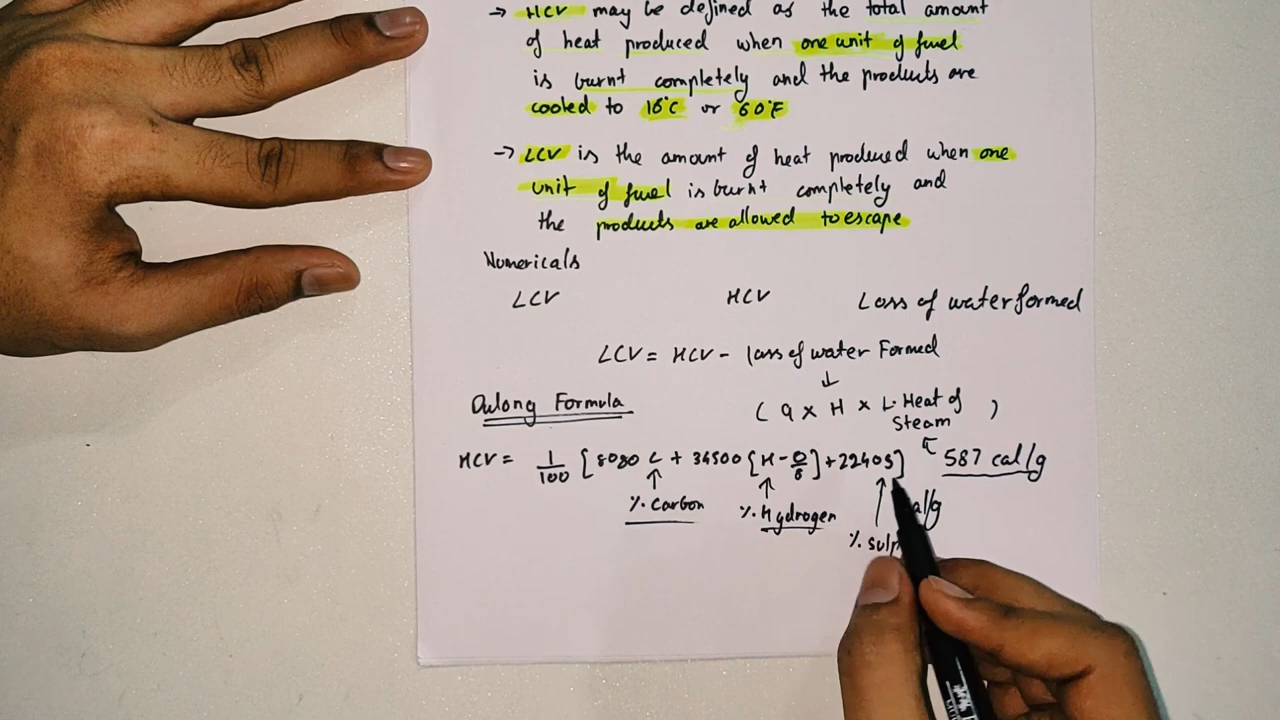 → HCV may be defined as the total amount
of heat produced when one unit of fuel
is burnt completely and the products are
cooled to 16°C or 60°F
→ LCV is the amount of heat produced when one
unit of fuel is burnt completely and
the products are allowed to escape
Numericals
LCV HCV Loss of water formed
LCV = HCV - loss of water Formed
↓
Dulong Formula
( 9 × H × L. Heat of Steam )
HCV = 1/100 [8080 C + 34500 [H - O/8] + 2240S] 587 cal/g
%. Carbon %. Hydrogen
%.